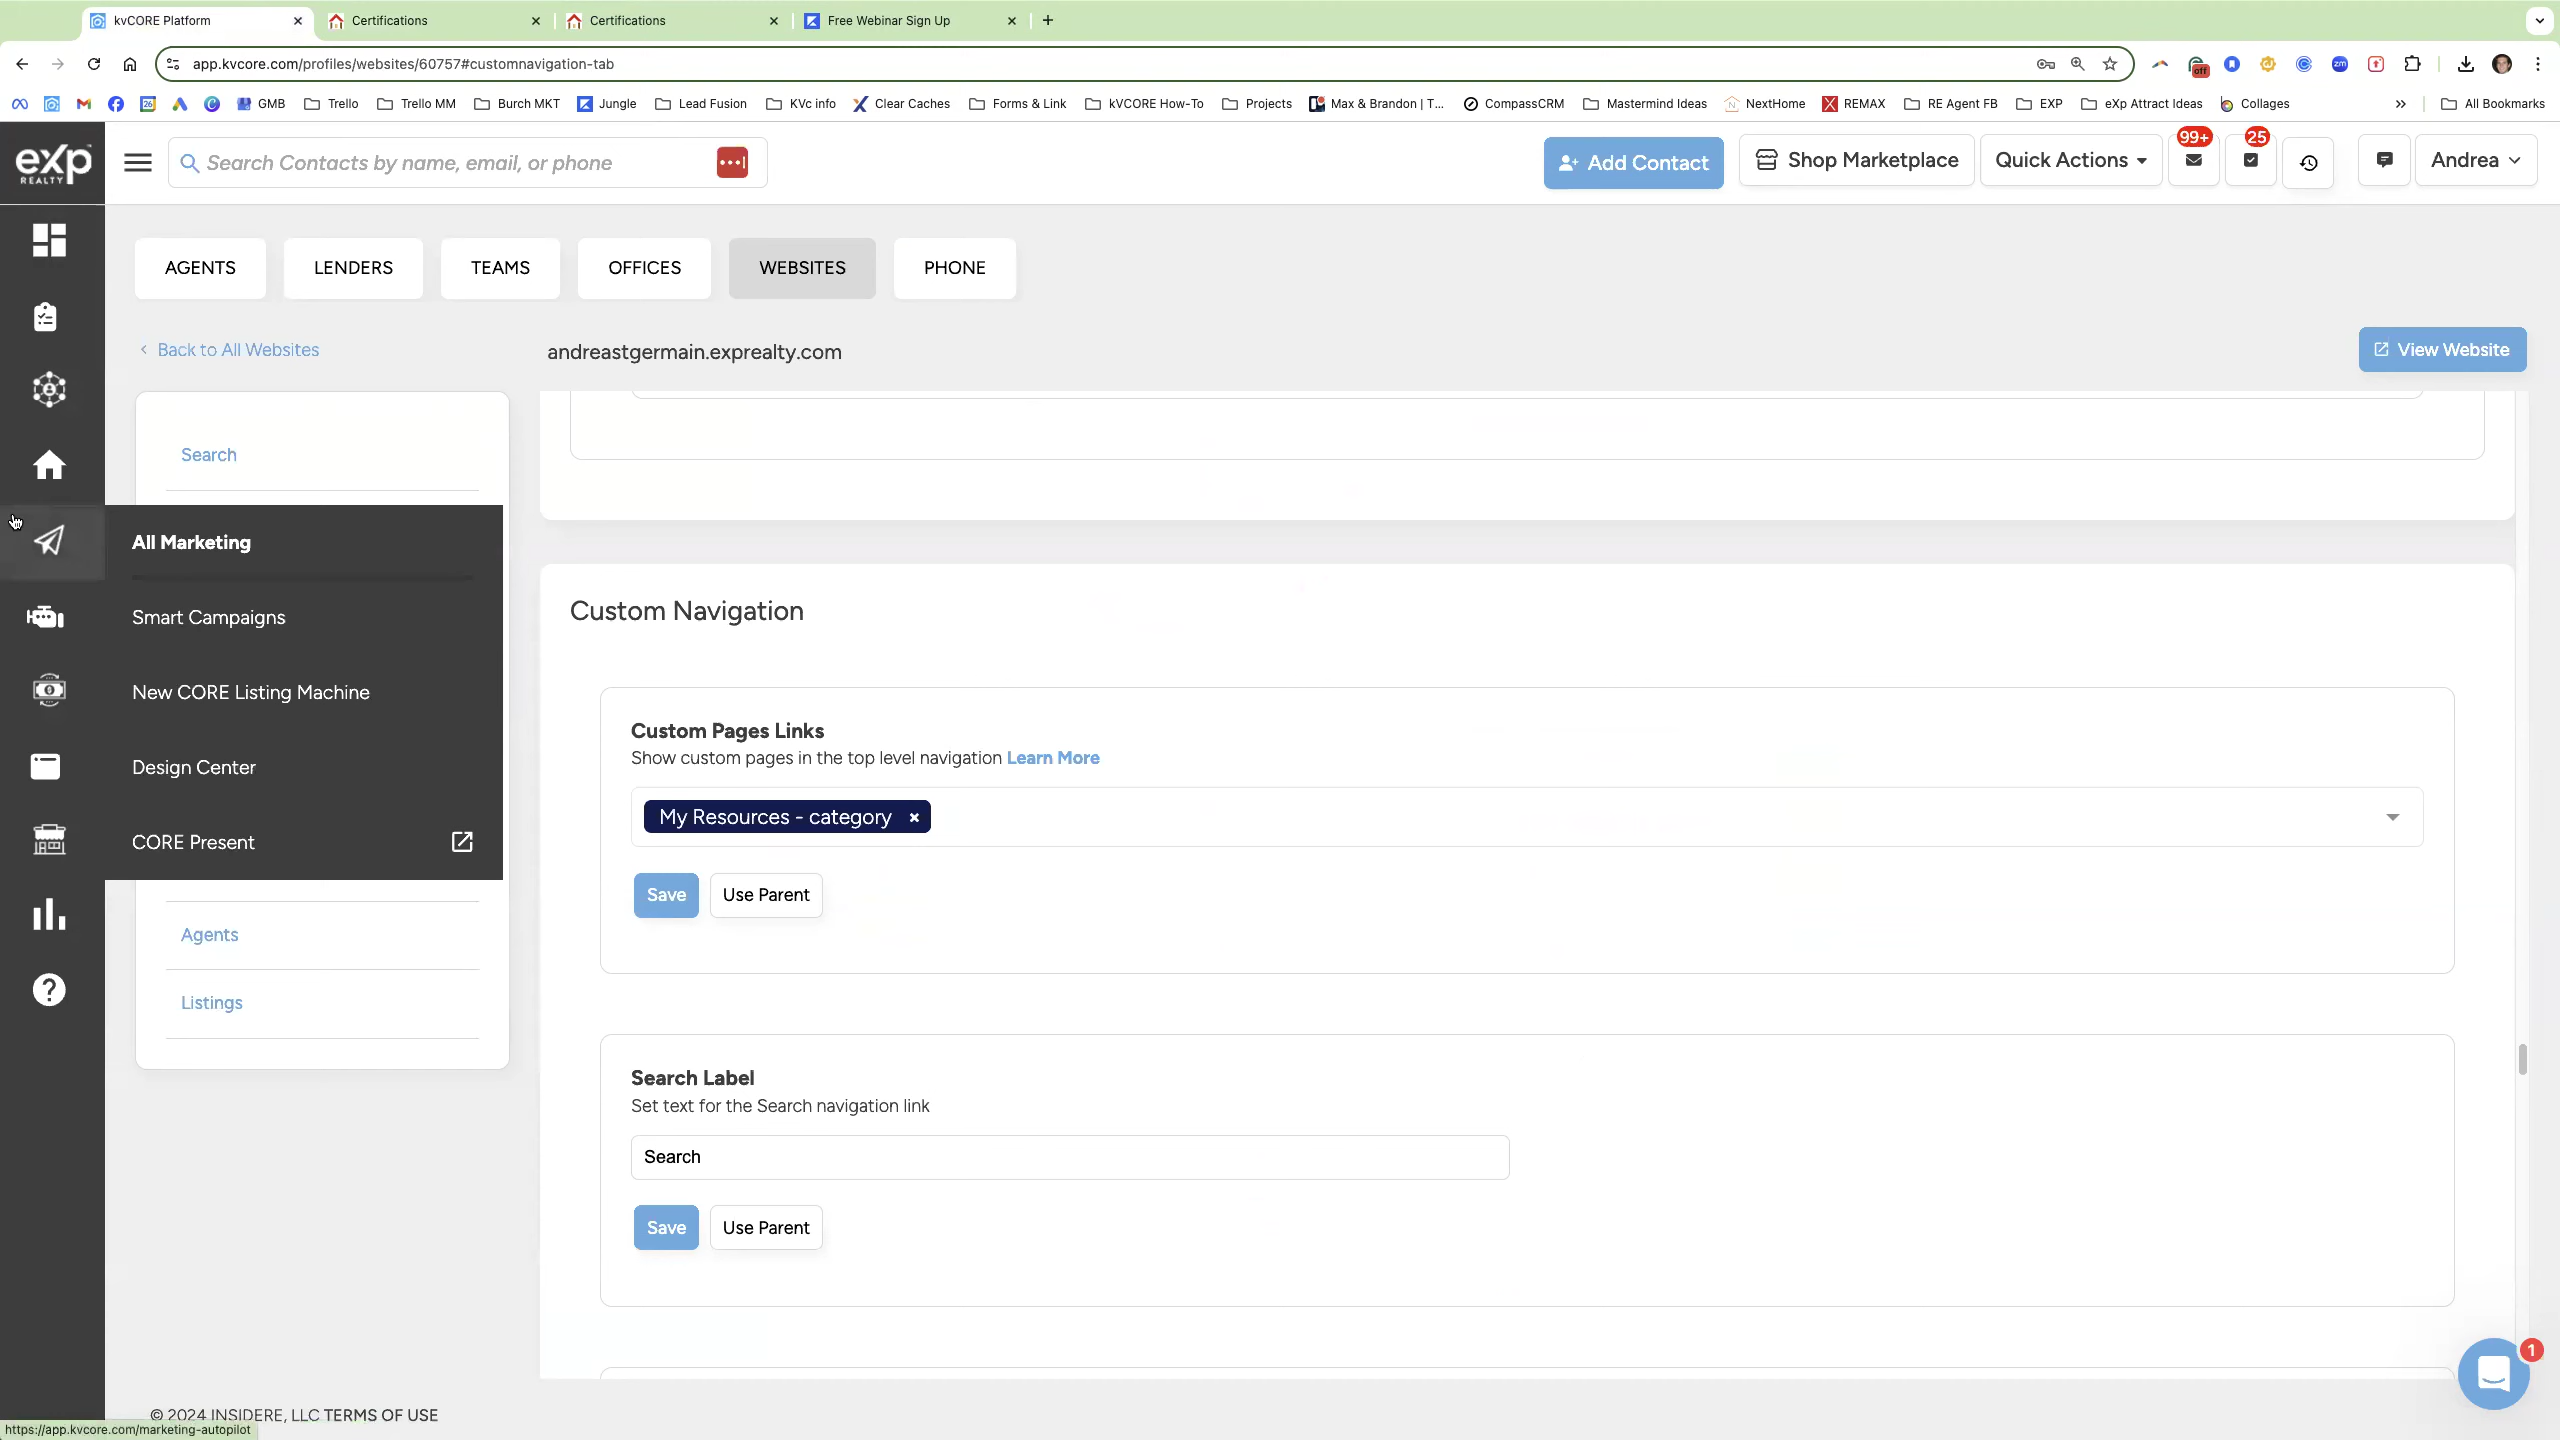 kvCORE Platform
Certifications
Certifications
Free Webinar Sign Up
app.kvcore.com/profiles/websites/60757#customnavigation-tab
off
zm
26
GMB
Trello
Trello MM
Burch MKT
Jungle
Lead Fusion
KVc info
Clear Caches
Forms & Link
kVCORE How-To
Projects
Max & Brandon | T...
CompassCRM
Mastermind Ideas
NextHome
REMAX
RE Agent FB
EXP
eXp Attract Ideas
Collages
»
All Bookmarks
eXp
REALTY
Search Contacts by name, email, or phone
Add Contact
Shop Marketplace
Quick Actions
99+
25
Andrea
AGENTS
LENDERS
TEAMS
OFFICES
WEBSITES
PHONE
Back to All Websites
andreastgermain.exprealty.com
View Website
Search
All Marketing
Smart Campaigns
New CORE Listing Machine
Design Center
CORE Present
Agents
Listings
Custom Navigation
Custom Pages Links
Show custom pages in the top level navigation Learn More
My Resources - category ×
Save
Use Parent
Search Label
Set text for the Search navigation link
Search
Save
Use Parent
1
© 2024 INSIDERE, LLC TERMS OF USE
https://app.kvcore.com/marketing-autopilot